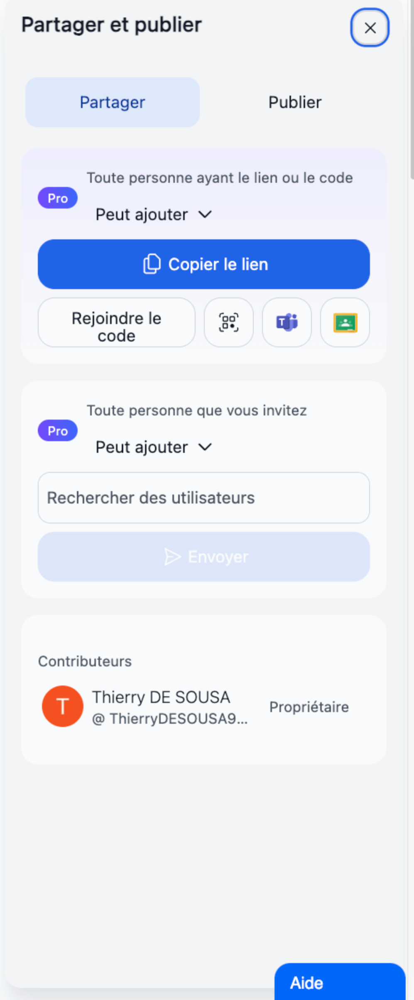 Partager et publier
Partager
Publier
Toute personne ayant le lien ou le code
Pro
Peut ajouter
Copier le lien
Rejoindre le
code
T
Toute personne que vous invitez
Pro
Peut ajouter
Rechercher des utilisateurs
Envoyer
Contributeurs
T
Thierry DE SOUSA
@ ThierryDESOUSA9...
Propriétaire
Aide